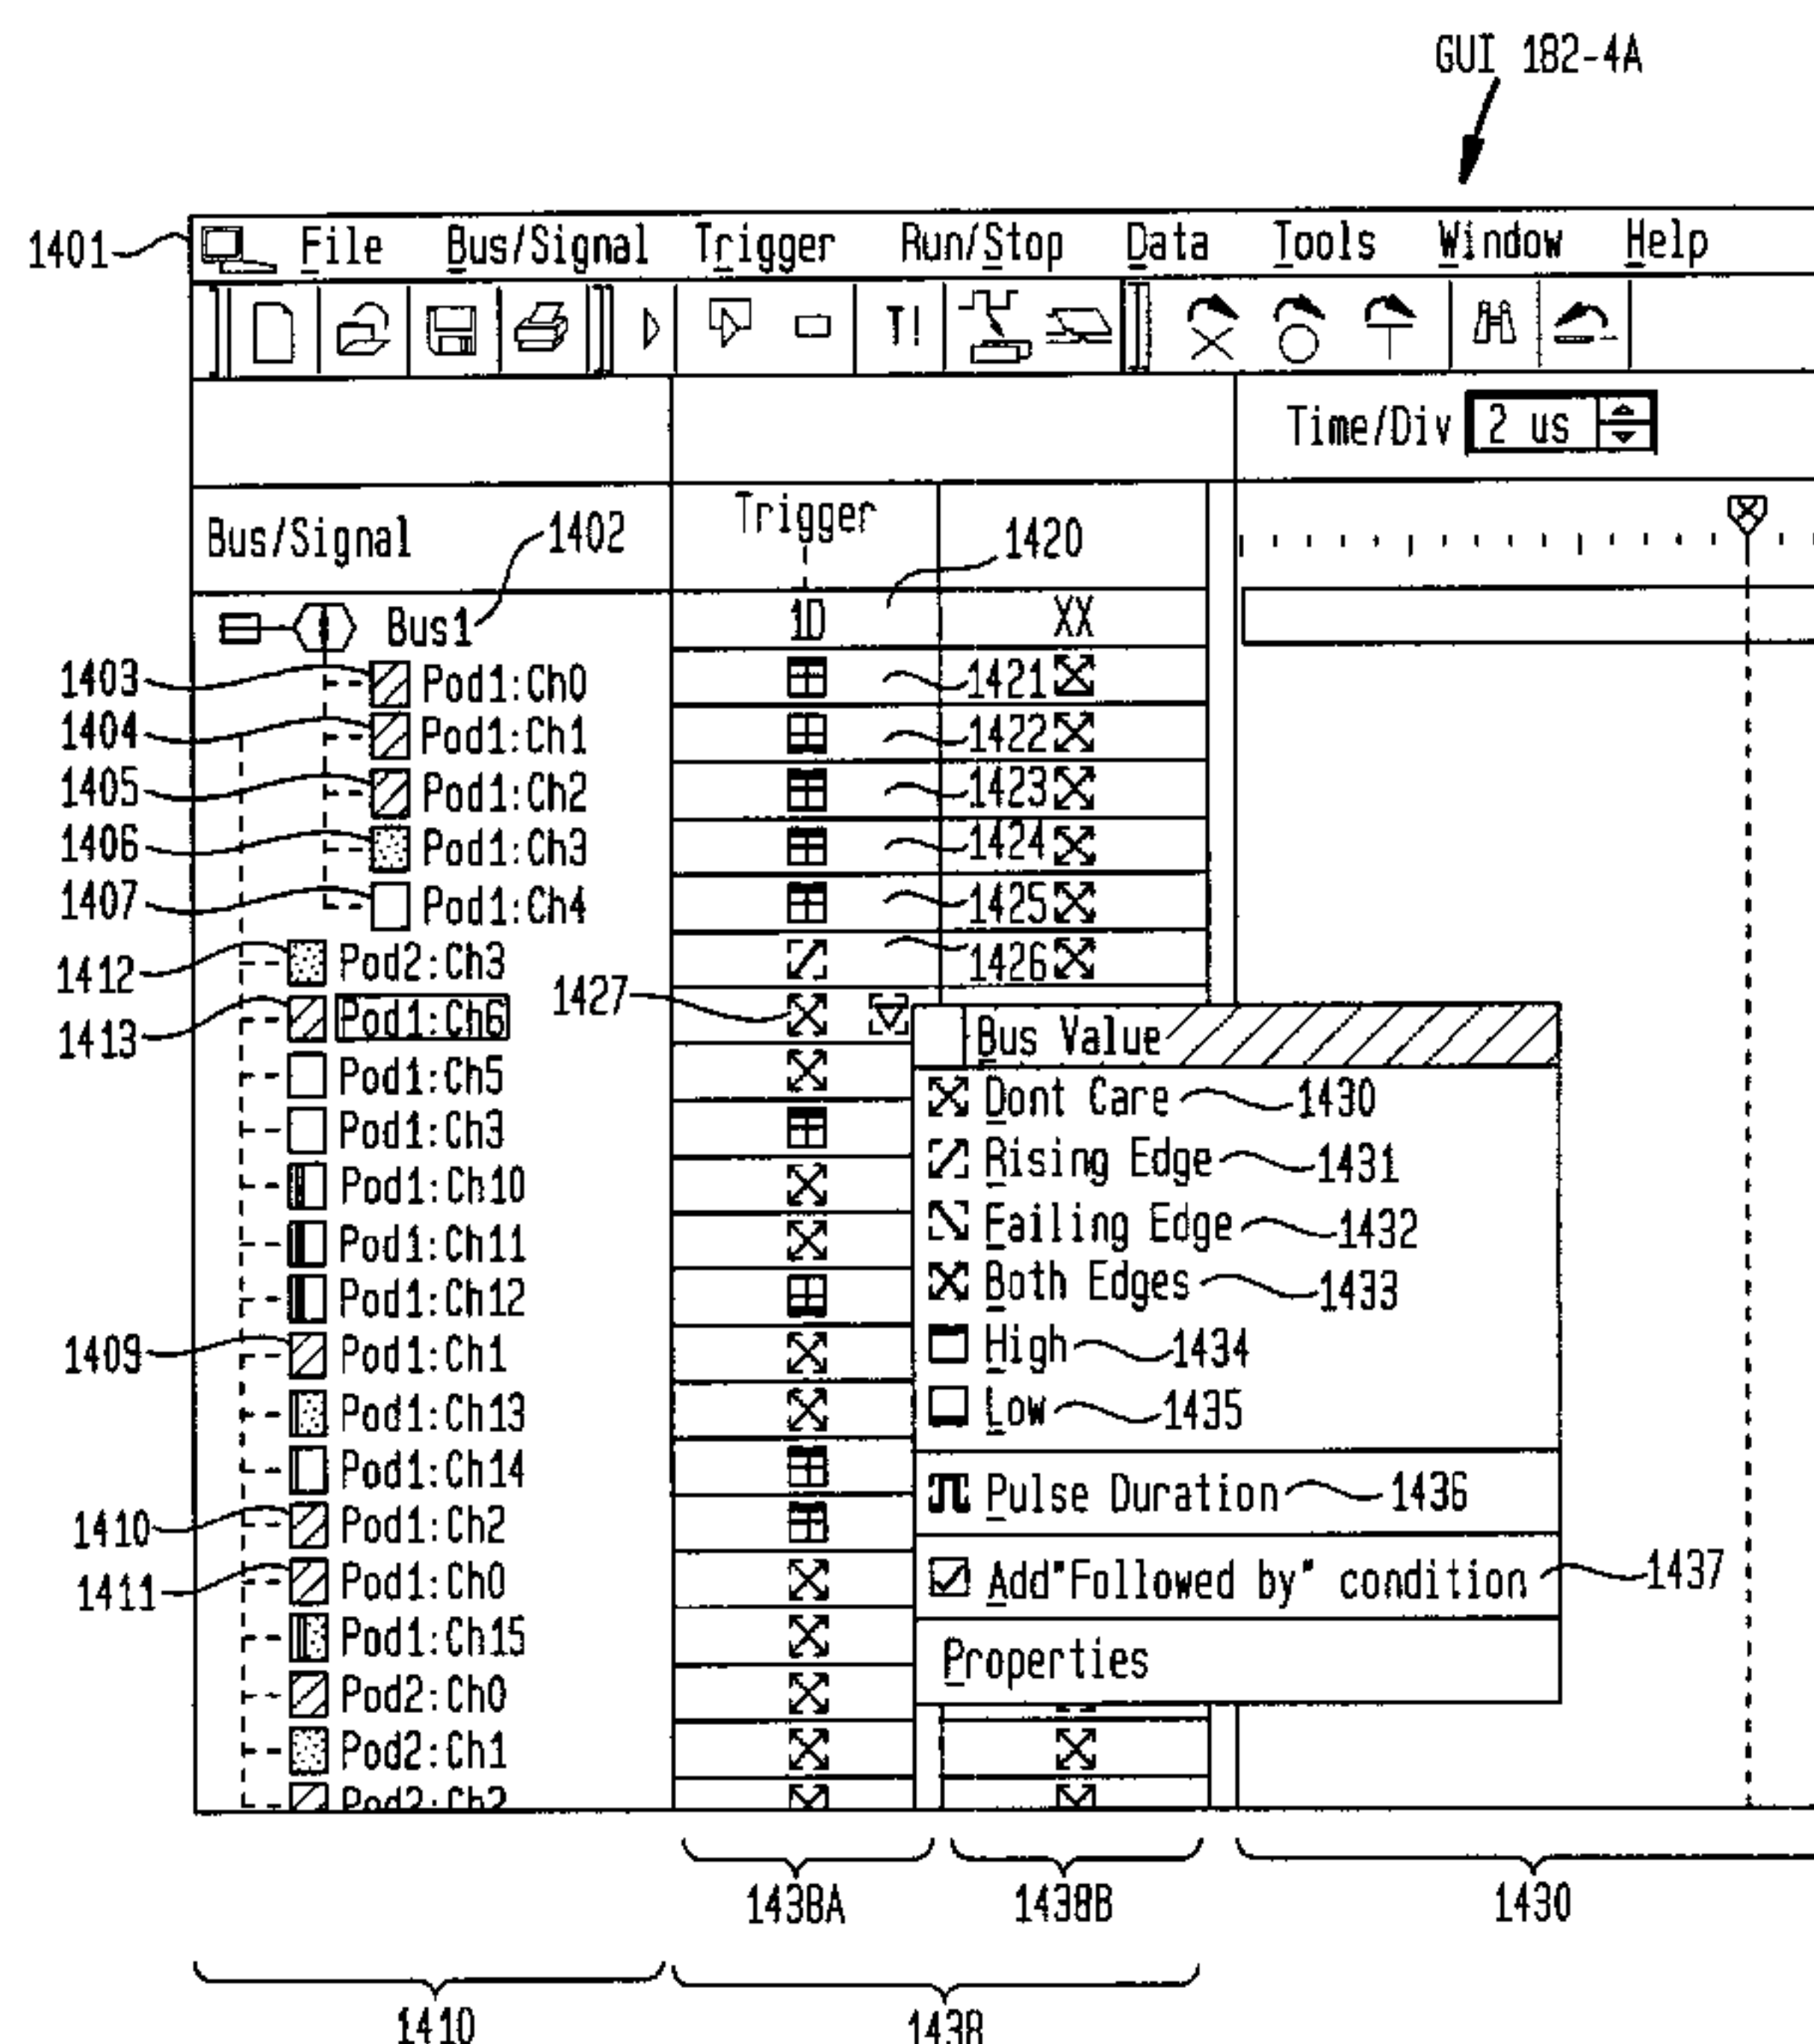 GUI 182-4A
1401 File Bus/Signal Trigger Run/Stop Data Tools Window Help
T!
Time/Div 2 us
Bus/Signal 1402 Trigger 1420
Bus1 1D XX
1403 Pod1:Ch0 1421
1404 Pod1:Ch1 1422
1405 Pod1:Ch2 1423
1406 Pod1:Ch3 1424
1407 Pod1:Ch4 1425
1412 Pod2:Ch3 1426
1413 Pod1:Ch6 1427
Bus Value
Pod1:Ch5
Dont Care 1430
Pod1:Ch3
Rising Edge 1431
Pod1:Ch10
Failing Edge 1432
Pod1:Ch11
Both Edges 1433
Pod1:Ch12
High 1434
1409 Pod1:Ch1
Low 1435
Pod1:Ch13
Pod1:Ch14
Pulse Duration 1436
1410 Pod1:Ch2
1411 Pod1:Ch0
Add"Followed by" condition 1437
Pod1:Ch15
Properties
Pod2:Ch0
Pod2:Ch1
Pod2:Ch2
1438A 1438B 1430
1410 1438